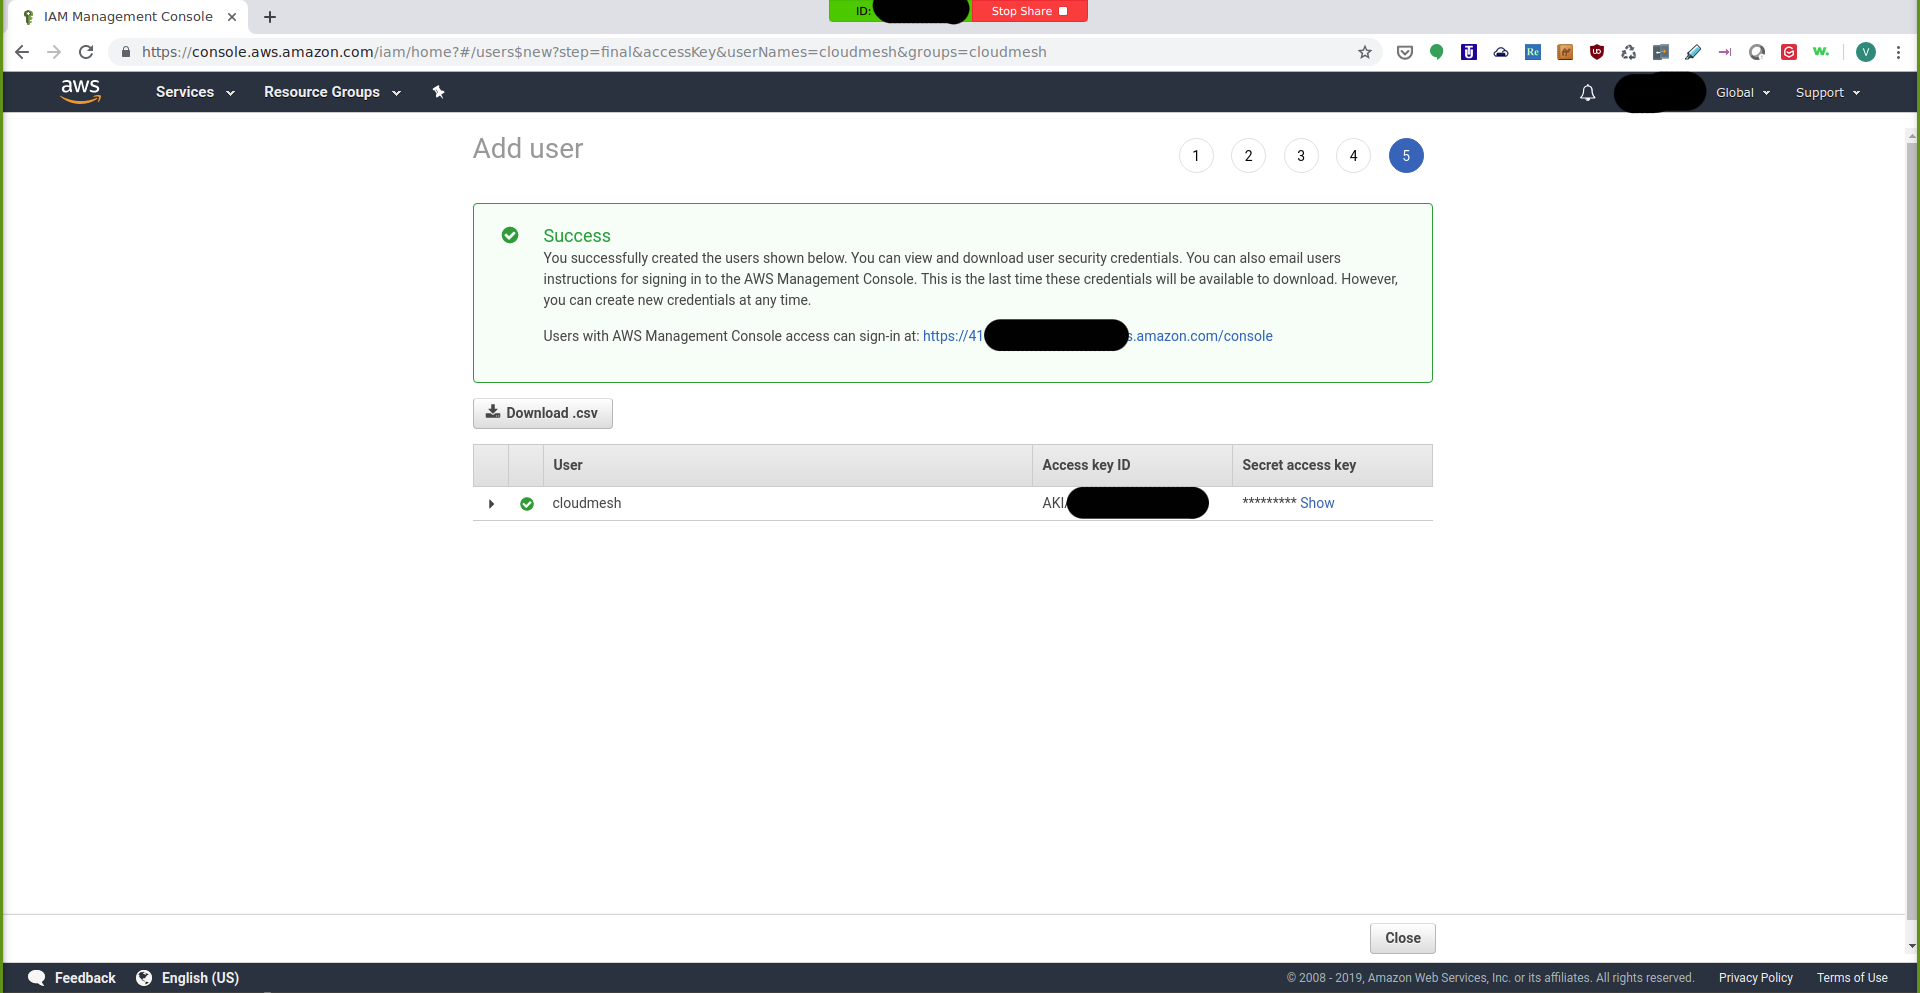 IAM Management Console
ID:
Stop Share
https://console.aws.amazon.com/iam/home?#/users$new?step=final&accessKey&userNames=cloudmesh&groups=cloudmesh
Re
UD
w.
V
aws
Services
Resource Groups
Global
Support
Add user
1 2 3 4 5
Success
You successfully created the users shown below. You can view and download user security credentials. You can also email users
instructions for signing in to the AWS Management Console. This is the last time these credentials will be available to download. However,
you can create new credentials at any time.
Users with AWS Management Console access can sign-in at: https://41 s.amazon.com/console
Download .csv
User Access key ID Secret access key
cloudmesh AKI ********* Show
Close
Feedback
English (US)
© 2008 - 2019, Amazon Web Services, Inc. or its affiliates. All rights reserved.
Privacy Policy
Terms of Use